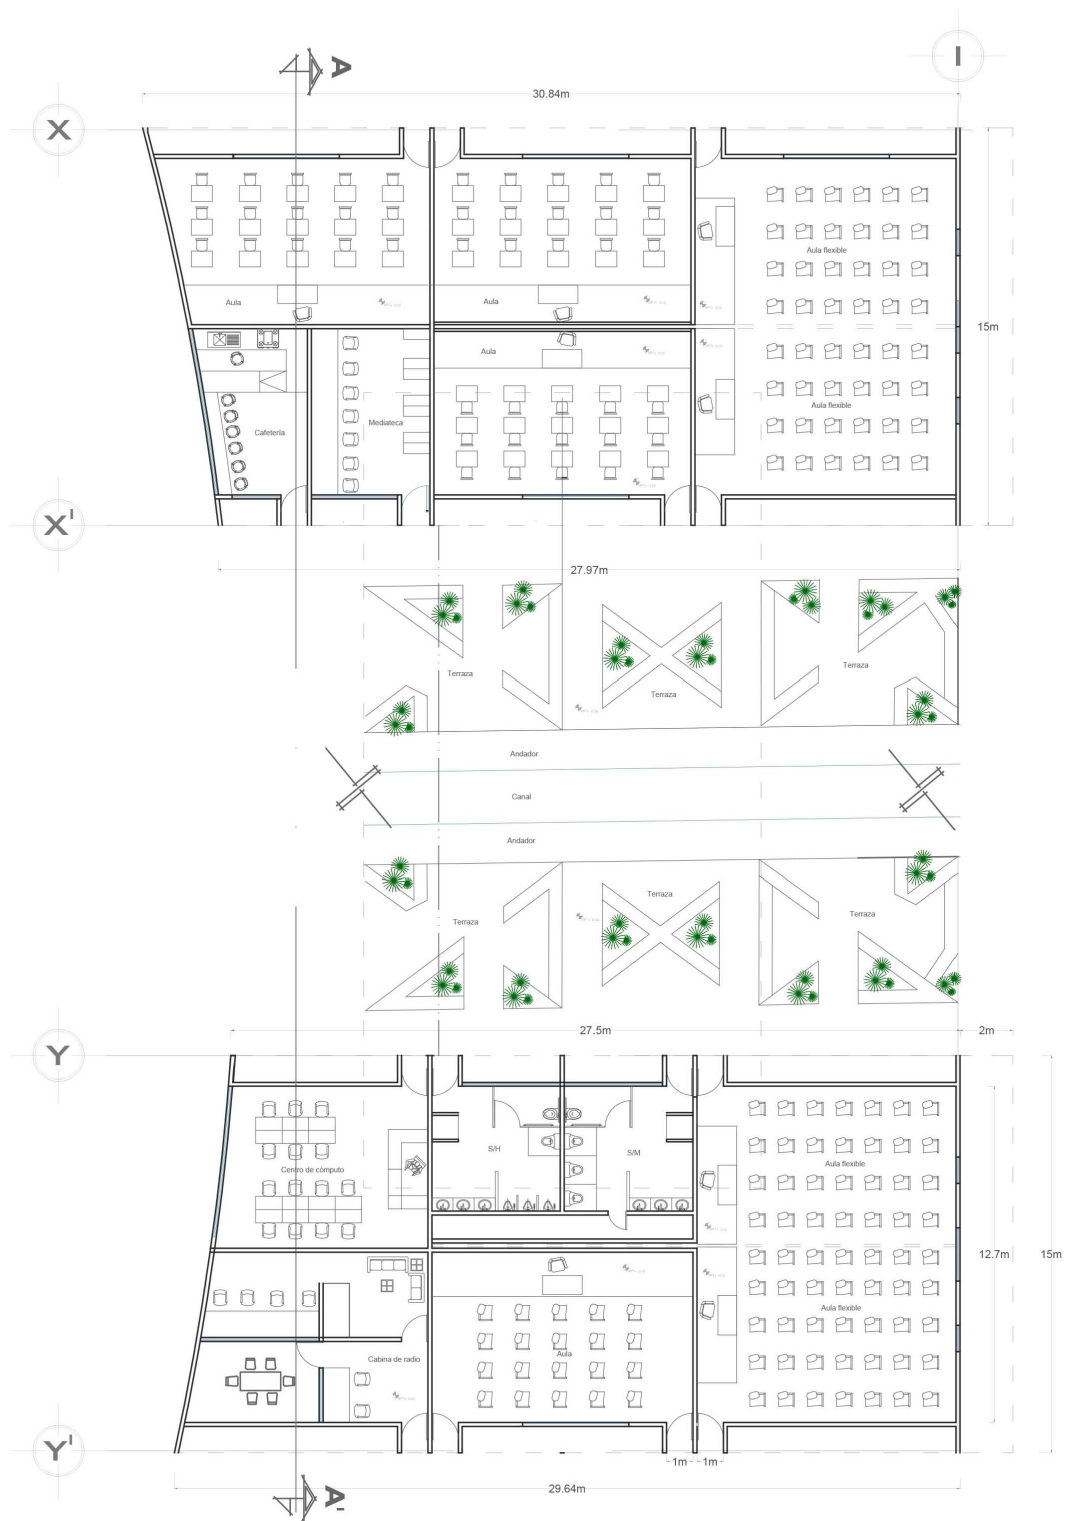 I
A
30.84m
X
Aula flexible
Aula
Aula
15m
Aula
Aula flexible
Mediateca
Cafetería
X'
27.97m
Terraza
Terraza
Terraza
Andador
Canal
Andador
Terraza
Terraza
Terraza
27.5m
2m
Y
S/H
S/M
Aula flexible
Centro de cómputo
12.7m
15m
Aula flexible
Aula
Cabina de radio
Y'
1m
1m
29.64m
A'